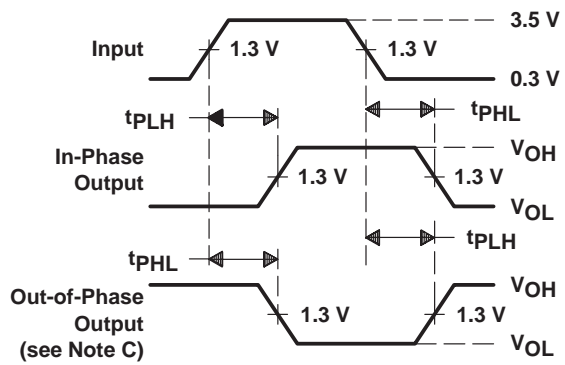 3.5 V
Input
1.3 V
1.3 V
0.3 V
tPLH
tPHL
In-Phase
Output
VOH
1.3 V
1.3 V
VOL
tPHL
tPLH
Out-of-Phase
Output
(see Note C)
VOH
1.3 V
1.3 V
VOL